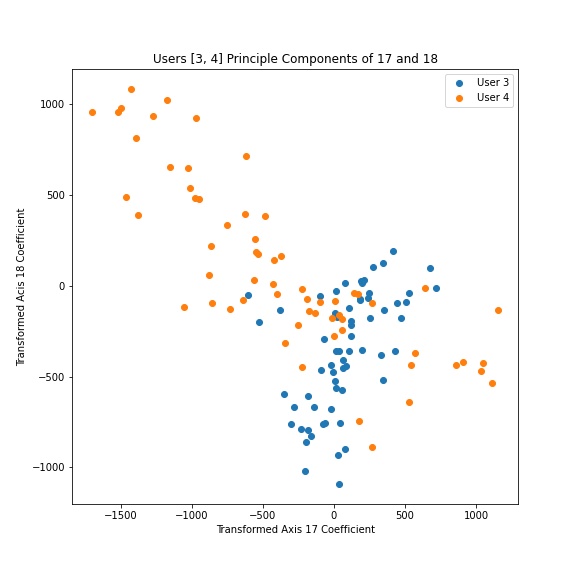 Users [3, 4] Principle Components of 17 and 18
User 3
User 4
1000
500
0
−500
−1000
Transformed Acis 18 Coefficient
−1500
−1000
−500
0
500
1000
Transformed Axis 17 Coefficient